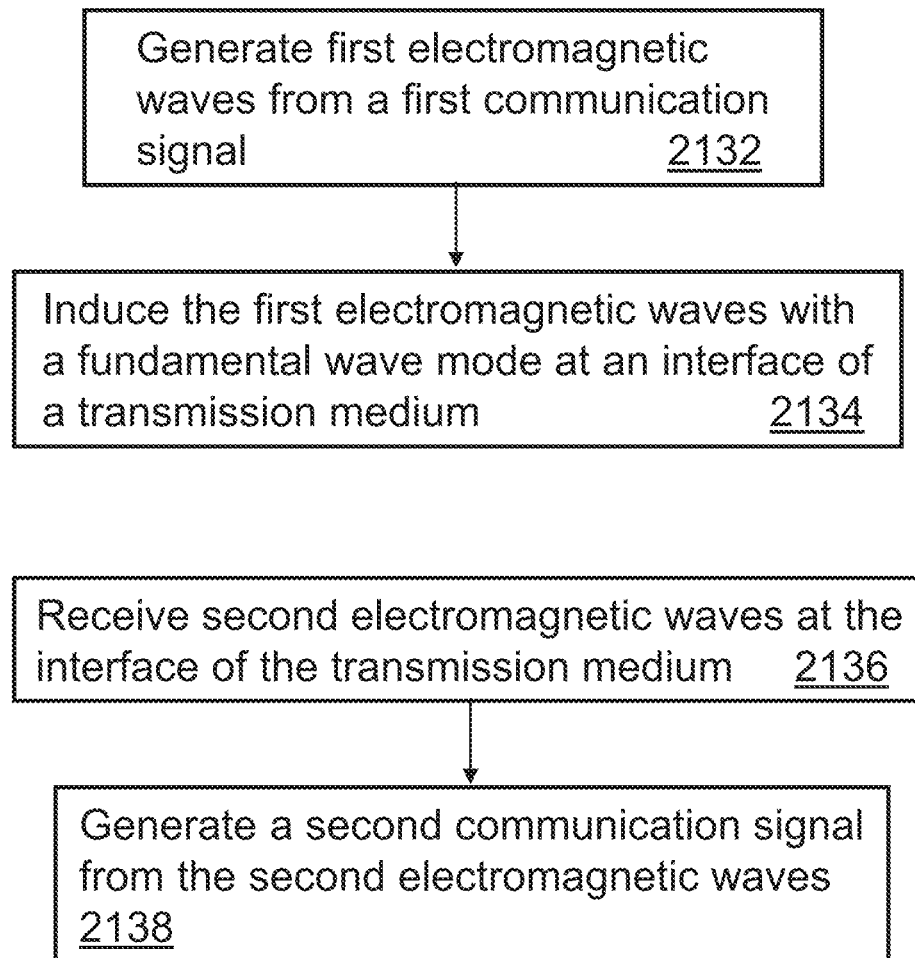 Generate first electromagnetic
waves from a first communication
signal 2132
Induce the first electromagnetic waves with
a fundamental wave mode at an interface of
a transmission medium 2134
Receive second electromagnetic waves at the
interface of the transmission medium 2136
Generate a second communication signal
from the second electromagnetic waves
2138